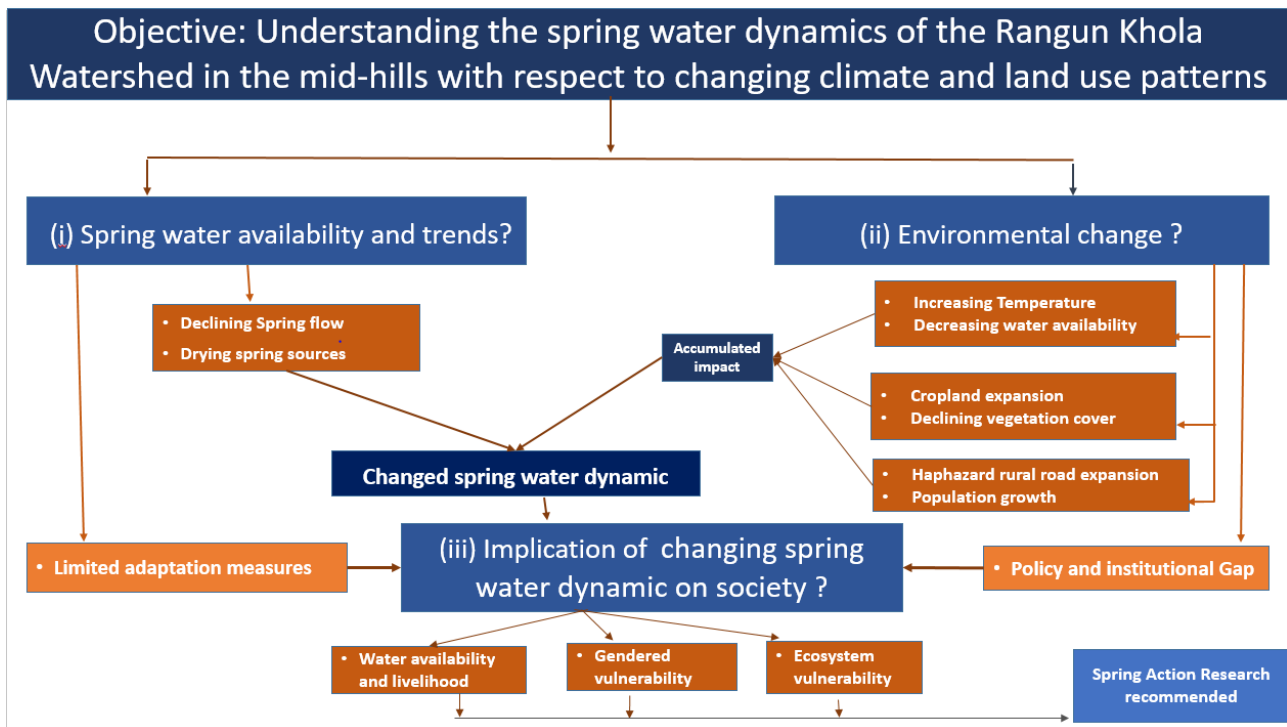 Objective: Understanding the spring water dynamics of the Rangun Khola
Watershed in the mid-hills with respect to changing climate and land use patterns
(i) Spring water availability and trends?
(ii) Environmental change ?
• Declining Spring flow
• Drying spring sources
• Increasing Temperature
• Decreasing water availability
Accumulated
impact
• Cropland expansion
• Declining vegetation cover
• Haphazard rural road expansion
• Population growth
Changed spring water dynamic
• Limited adaptation measures
(iii) Implication of changing spring
water dynamic on society ?
• Policy and institutional Gap
• Water availability
and livelihood
• Gendered
vulnerability
• Ecosystem
vulnerability
Spring Action Research
recommended